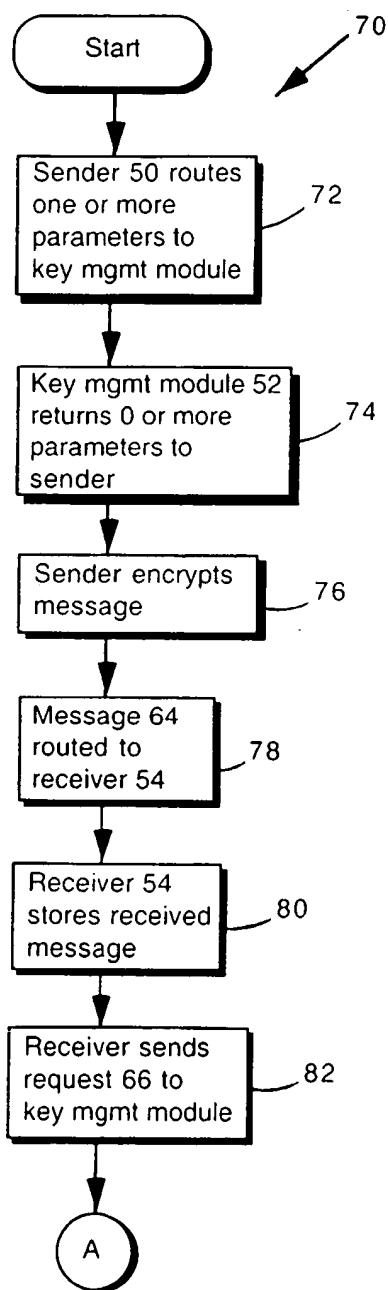 Start
70
Sender 50 routes
one or more
parameters to
key mgmt module
72
Key mgmt module 52
returns 0 or more
parameters to
sender
74
Sender encrypts
message
76
Message 64
routed to
receiver 54
78
Receiver 54
stores received
message
80
Receiver sends
request 66 to
key mgmt module
82
A